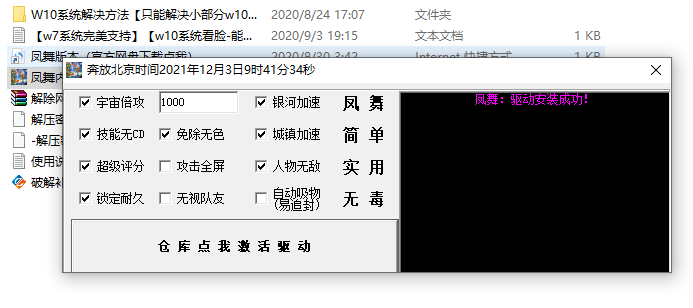 W10系统解决方法【只能解决小部分w10... 2020/8/24 17:07 文件夹
【w7系统完美支持】【w10系统看脸-能... 2020/9/3 19:15 文本文档 1 KB
凤舞版本（官方网盘下载点我） 2020/8/30 3:42 Internet 快捷方式 1 KB
凤舞内
奔放北京时间2021年12月3日9时41分34秒
解除网
解压密
-解压密
使用说
破解补
宇宙倍攻 1000 银河加速 凤 舞
技能无CD 免除无色 城镇加速 简 单
超级评分 攻击全屏 人物无敌 实 用
锁定耐久 无视队友 自动吸物
(易追封) 无 毒
仓 库 点 我 激 活 驱 动
凤舞：驱动安装成功！